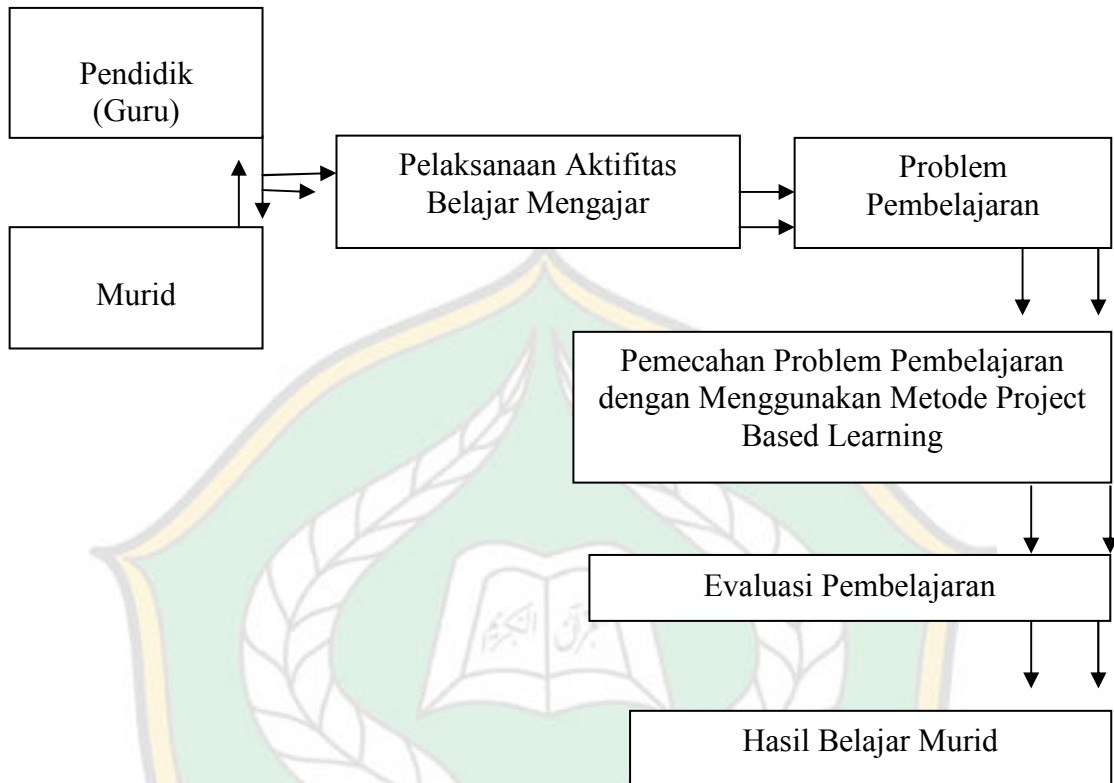 Pendidik
(Guru)
Pelaksanaan Aktifitas
Belajar Mengajar
Problem
Pembelajaran
Murid
Pemecahan Problem Pembelajaran
dengan Menggunakan Metode Project
Based Learning
Evaluasi Pembelajaran
Hasil Belajar Murid